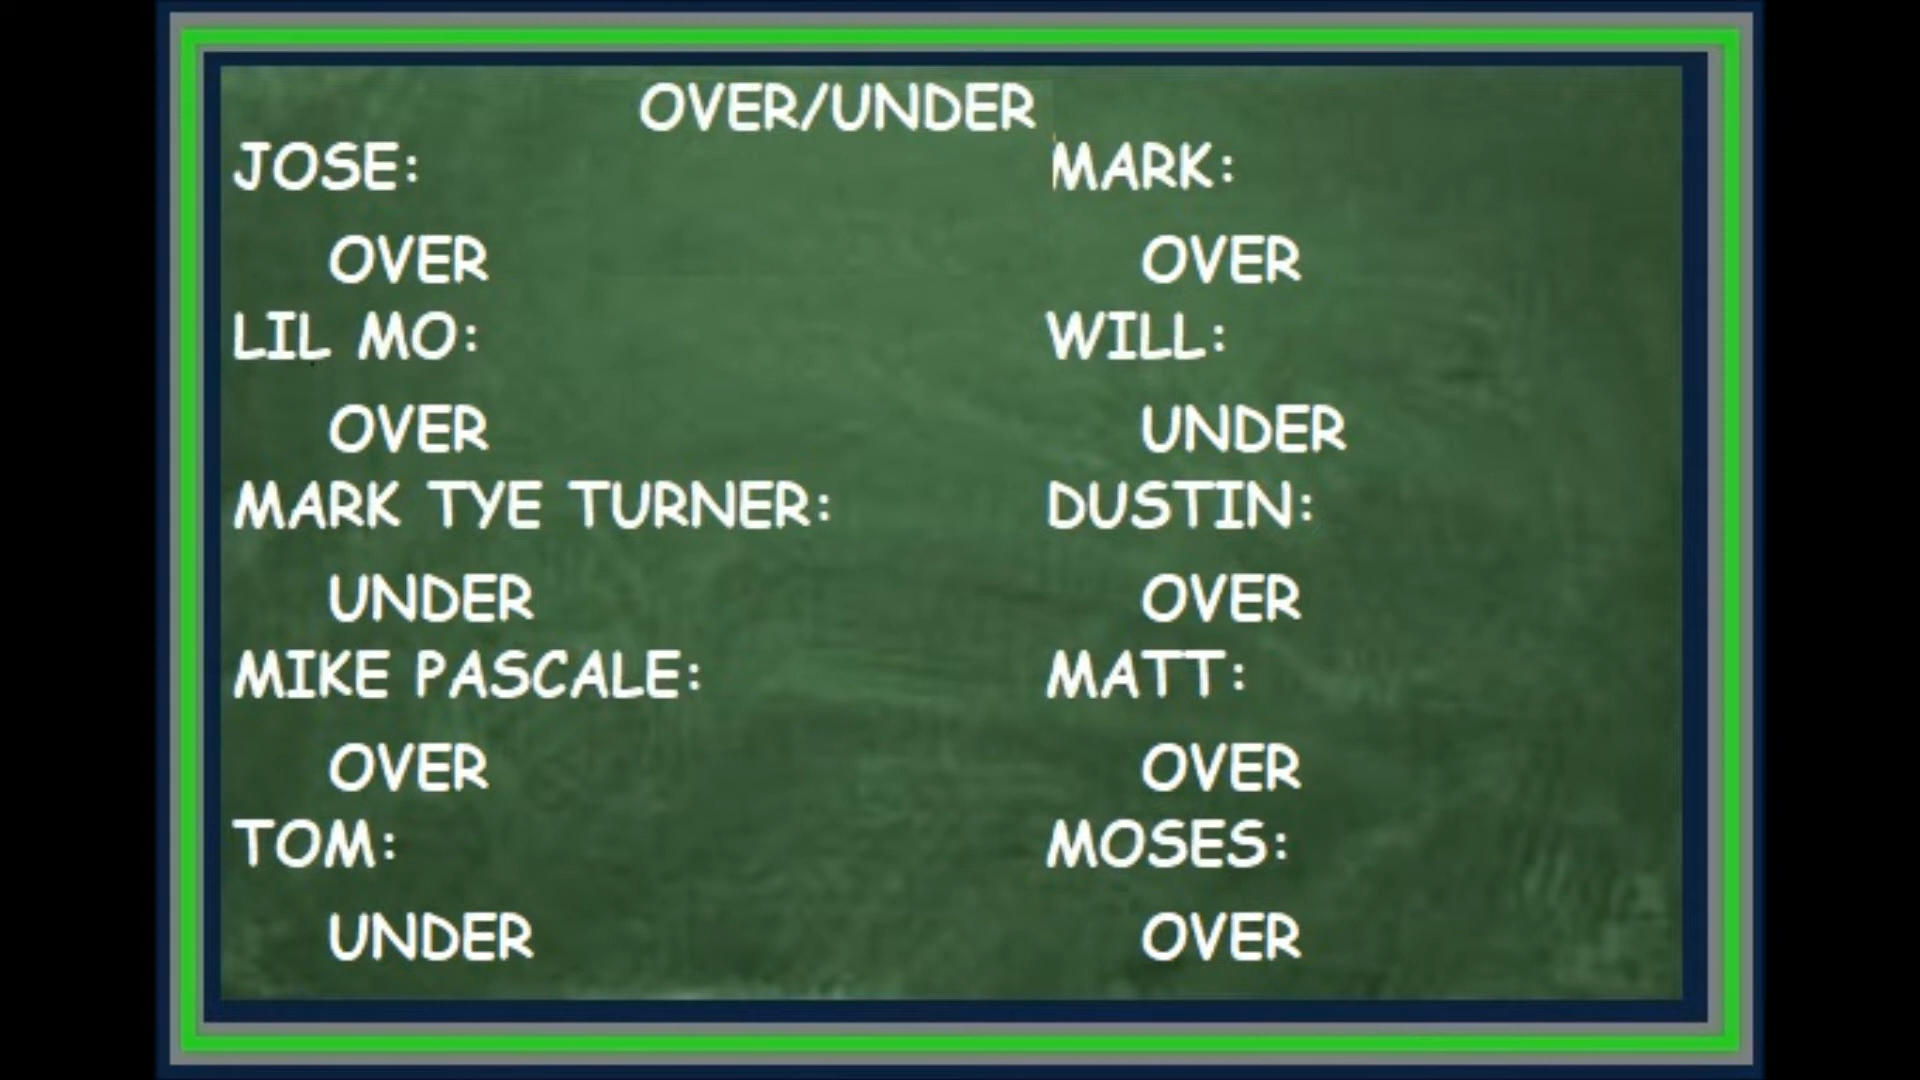 OVER/UNDER
JOSE:
OVER
LIL MO:
OVER
MARK TYE TURNER:
UNDER
MIKE PASCALE:
OVER
TOM:
UNDER
MARK:
OVER
WILL:
UNDER
DUSTIN:
OVER
MATT:
OVER
MOSES:
OVER